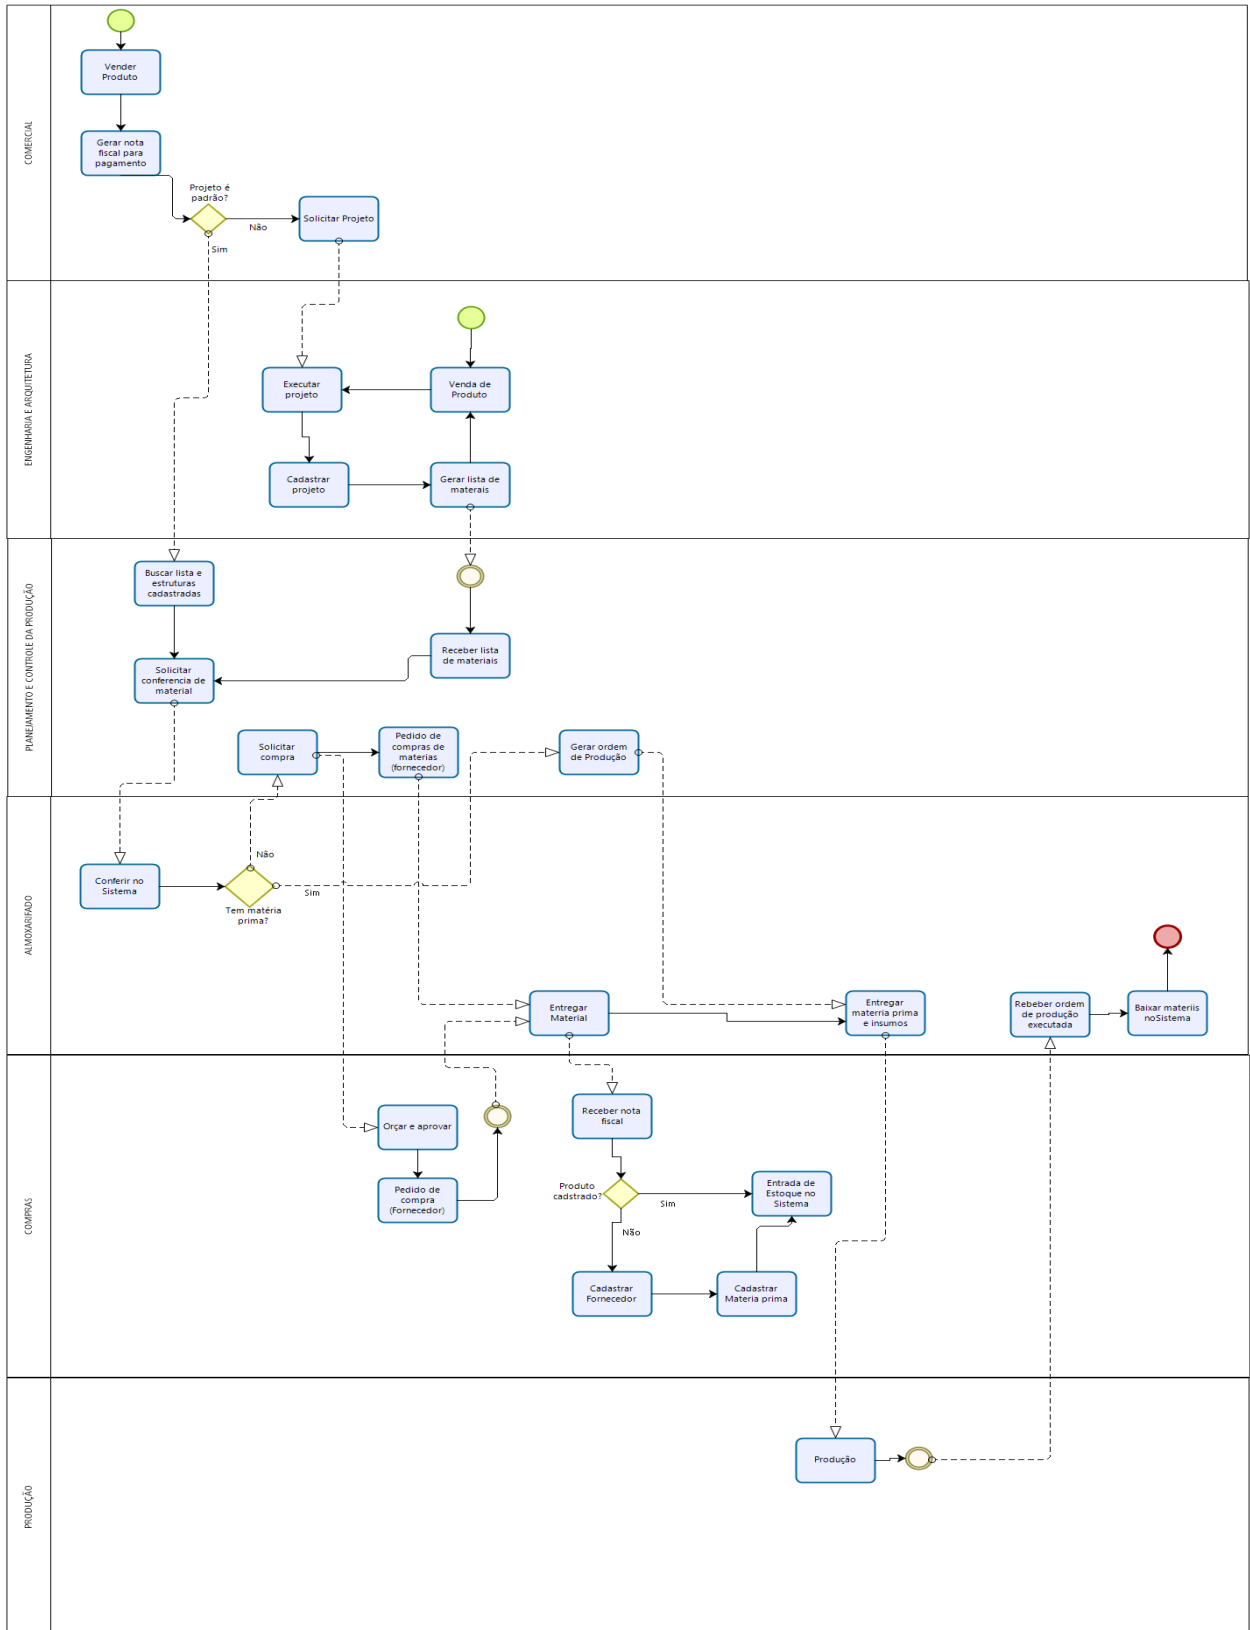 COMERCIAL
Vender
Produto
Gerar nota
fiscal para
pagamento
Projeto é
padrão?
Não
Sim
Solicitar Projeto
ENGENHARIA E ARQUITETURA
Executar
projeto
Venda de
Produto
Cadastrar
projeto
Gerar lista de
materais
PLANEJAMENTO E CONTROLE DA PRODUÇÃO
Buscar lista e
estruturas
cadastradas
Receber lista
de materiais
Solicitar
conferencia de
material
Solicitar
compra
Pedido de
compras de
materias
(fornecedor)
Gerar ordem
de Produção
ALMOXARIFADO
Conferir no
Sistema
Não
Sim
Tem matéria
prima?
Entregar
Material
Entregar
materria prima
e insumos
Rebeber ordem
de produção
executada
Baixar materiis
noSistema
COMPRAS
Orçar e aprovar
Pedido de
compra
(Fornecedor)
Receber nota
fiscal
Produto
cadstrado?
Sim
Não
Entrada de
Estoque no
Sistema
Cadastrar
Fornecedor
Cadastrar
Materia prima
PRODUÇÃO
Produção